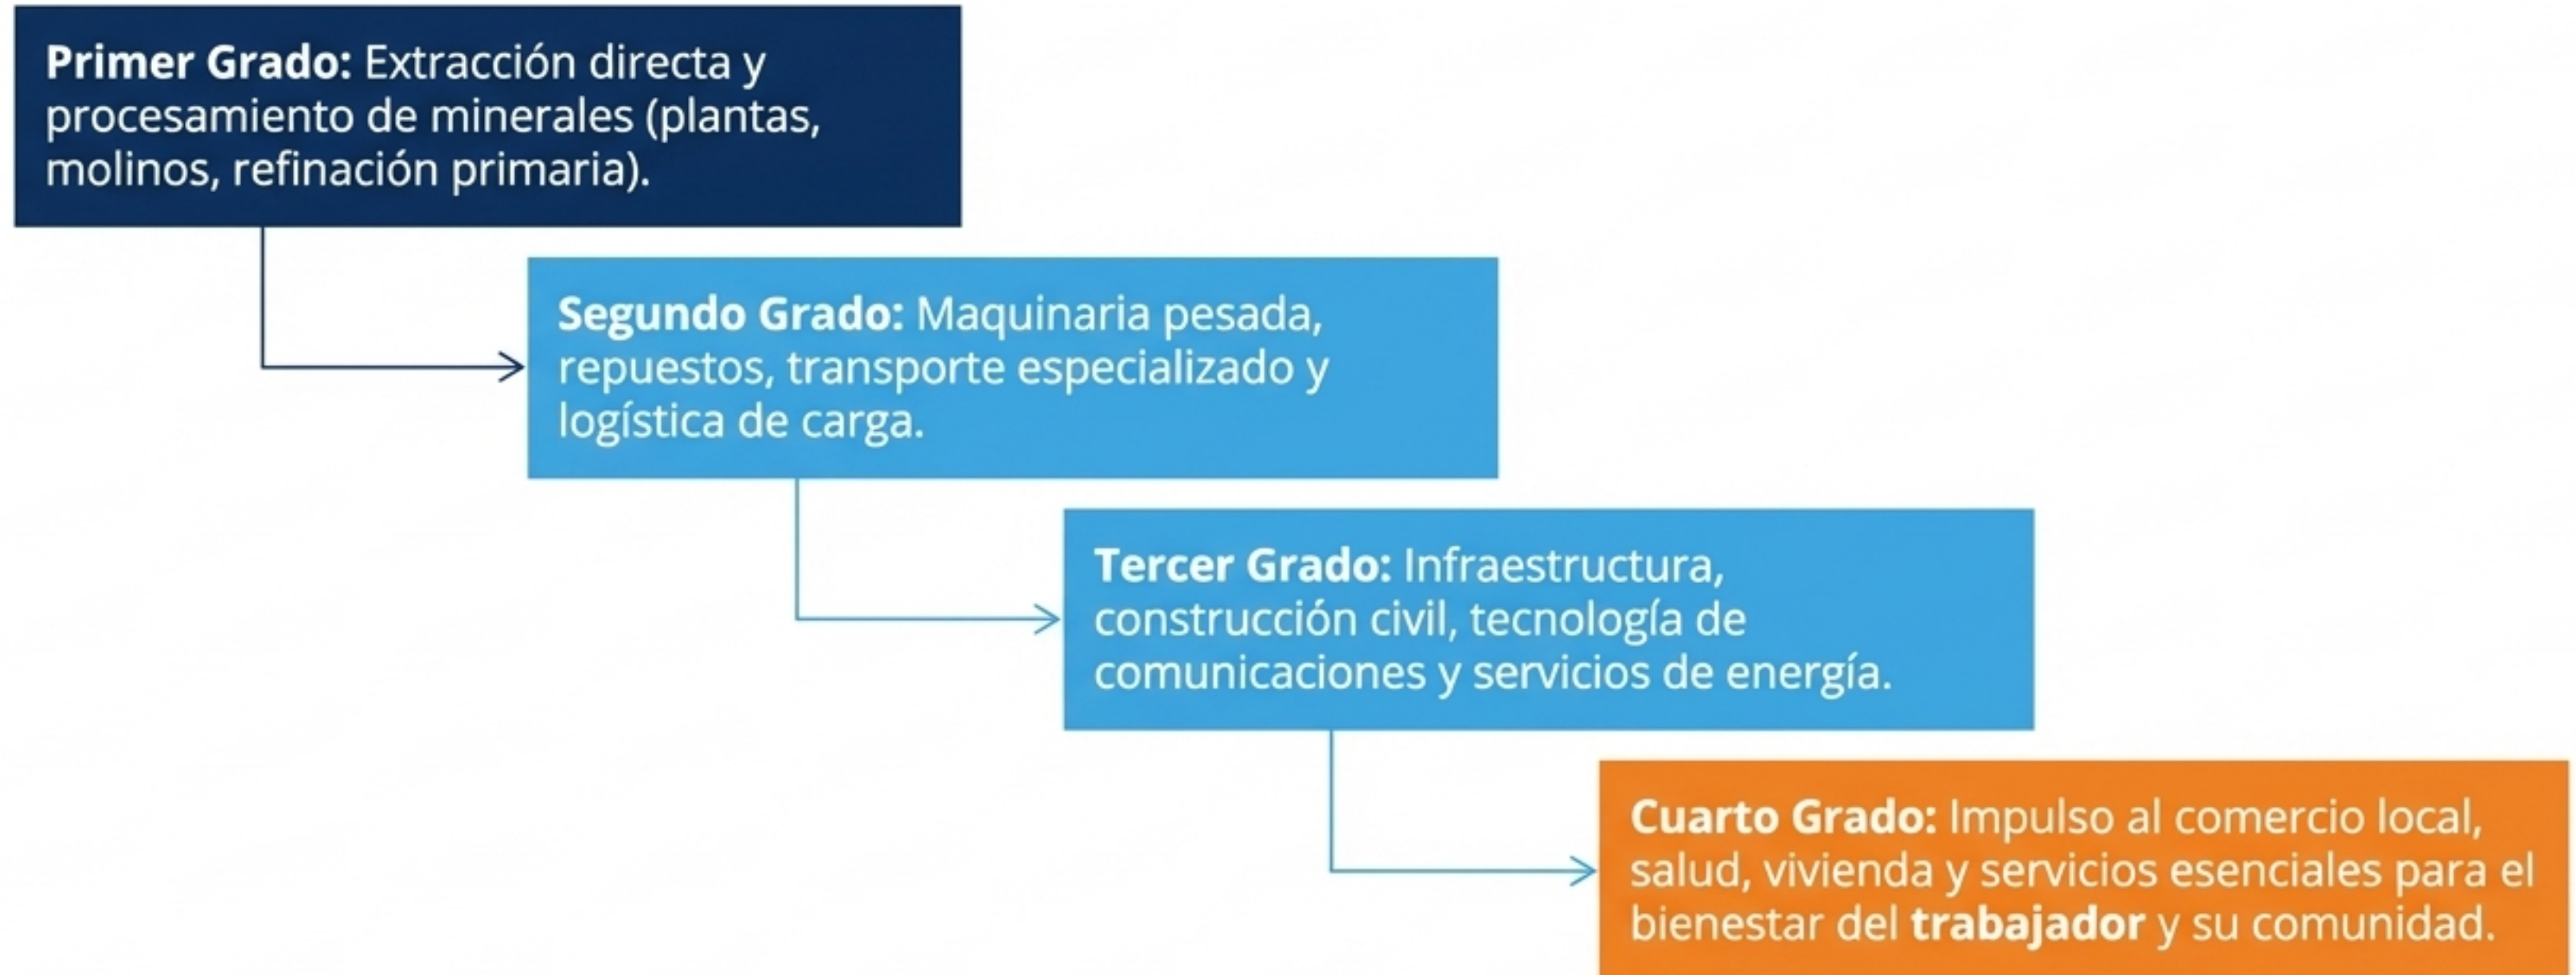 Primer Grado: Extracción directa y
procesamiento de minerales (plantas,
molinos, refinación primaria).
Segundo Grado: Maquinaria pesada,
repuestos, transporte especializado y
logística de carga.
Tercer Grado: Infraestructura,
construcción civil, tecnología de
comunicaciones y servicios de energía.
Cuarto Grado: Impulso al comercio local,
salud, vivienda y servicios esenciales para el
bienestar del trabajador y su comunidad.